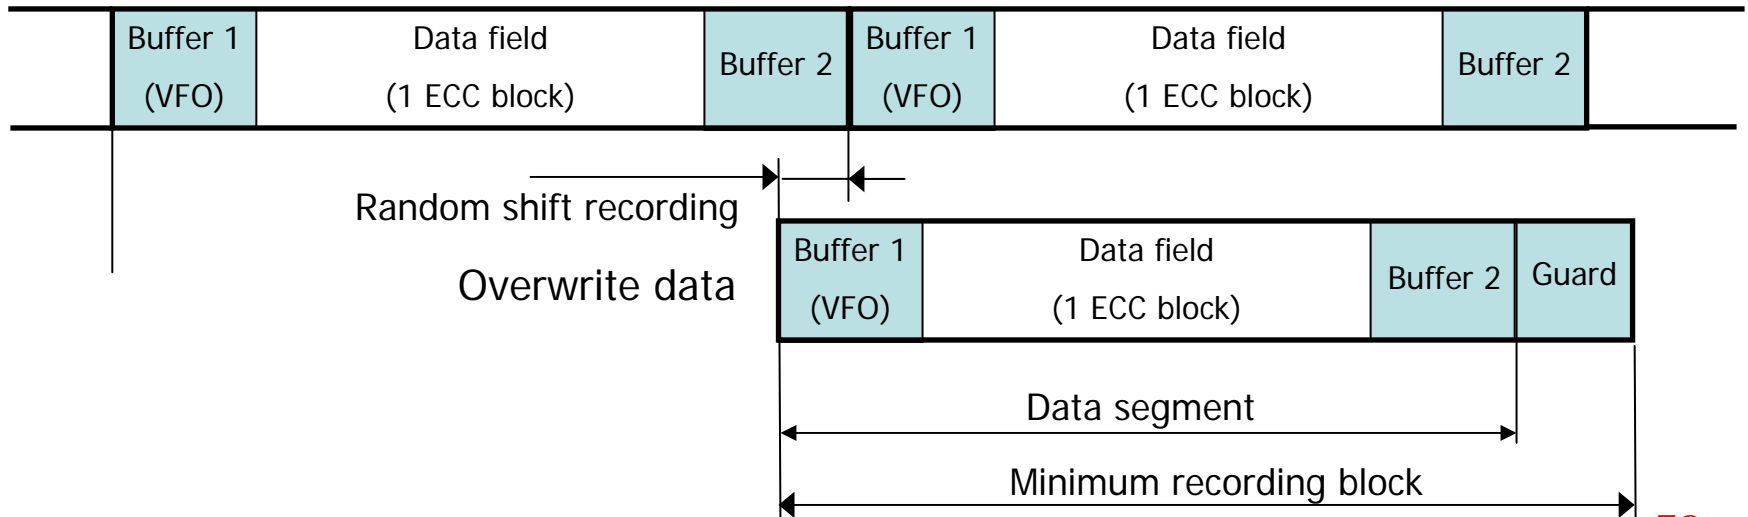 Buffer 1
(VFO)
Data field
(1 ECC block)
Buffer 2
Buffer 1
(VFO)
Data field
(1 ECC block)
Buffer 2
Random shift recording
Overwrite data
Buffer 1
(VFO)
Data field
(1 ECC block)
Buffer 2
Guard
Data segment
Minimum recording block